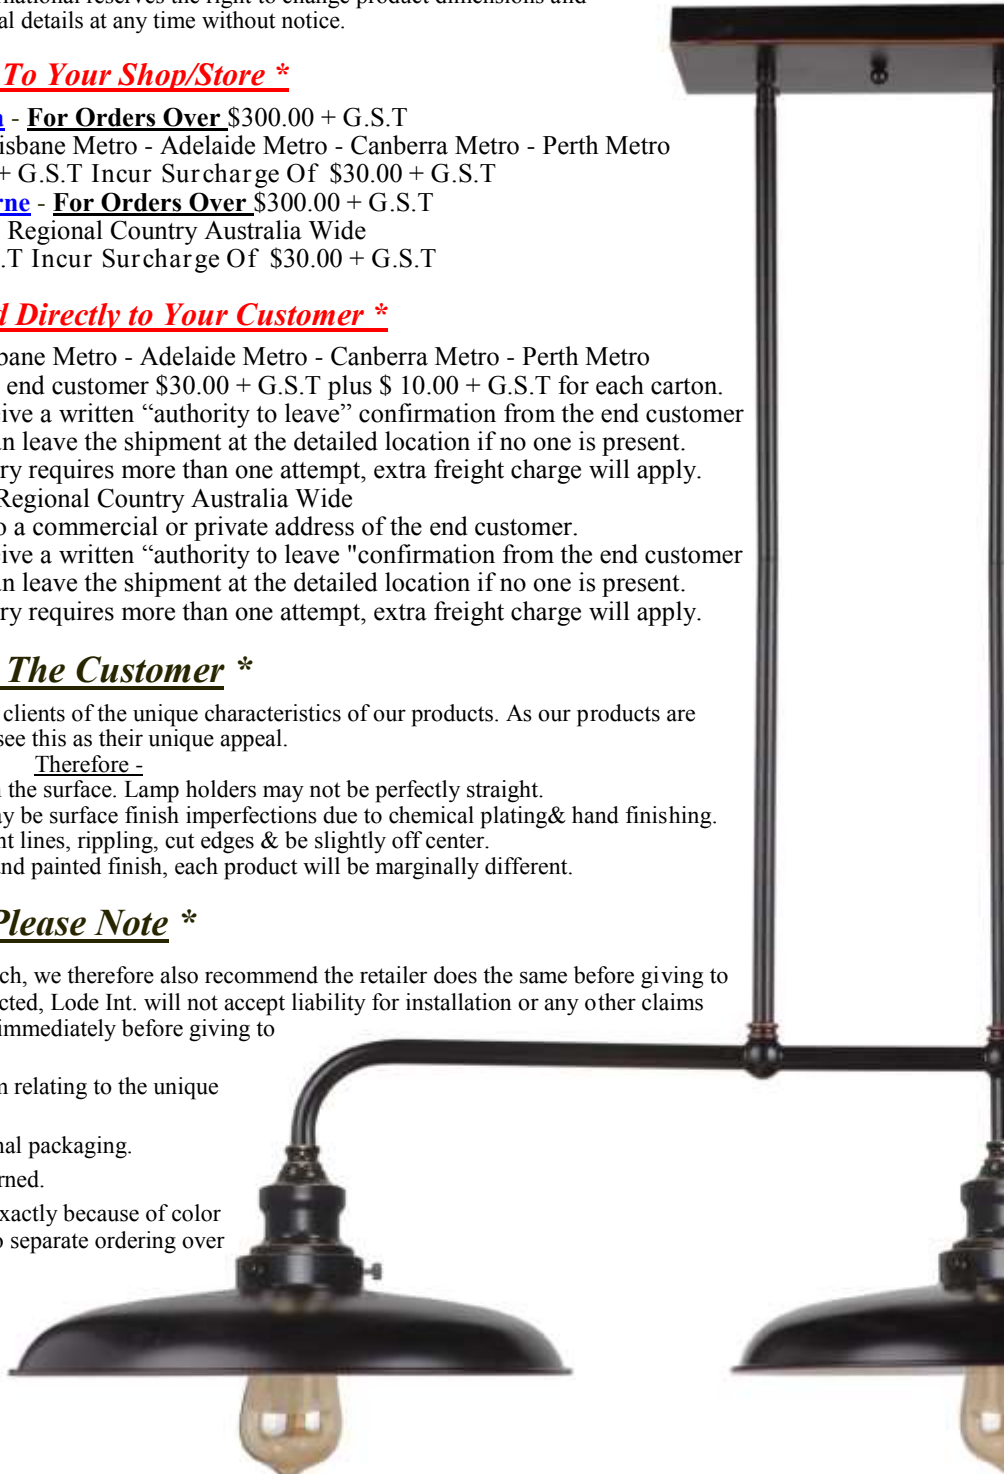 al details at any time without notice.
To Your Shop/Store *
- For Orders Over $300.00 + G.S.T
isbane Metro - Adelaide Metro - Canberra Metro - Perth Metro
+ G.S.T Incur Surcharge Of $30.00 + G.S.T
rne - For Orders Over $300.00 + G.S.T
Regional Country Australia Wide
.T Incur Surcharge Of $30.00 + G.S.T
d Directly to Your Customer *
bane Metro - Adelaide Metro - Canberra Metro - Perth Metro
end customer $30.00 + G.S.T plus $ 10.00 + G.S.T for each carton.
ive a written “authority to leave” confirmation from the end customer
an leave the shipment at the detailed location if no one is present.
ry requires more than one attempt, extra freight charge will apply.
Regional Country Australia Wide
o a commercial or private address of the end customer.
ive a written “authority to leave "confirmation from the end customer
an leave the shipment at the detailed location if no one is present.
ry requires more than one attempt, extra freight charge will apply.
The Customer *
clients of the unique characteristics of our products. As our products are
see this as their unique appeal.
Therefore -
n the surface. Lamp holders may not be perfectly straight.
ay be surface finish imperfections due to chemical plating& hand finishing.
nt lines, rippling, cut edges & be slightly off center.
and painted finish, each product will be marginally different.
Please Note *
ch, we therefore also recommend the retailer does the same before giving to
cted, Lode Int. will not accept liability for installation or any other claims
immediately before giving to
n relating to the unique
nal packaging.
rned.
xactly because of color
o separate ordering over